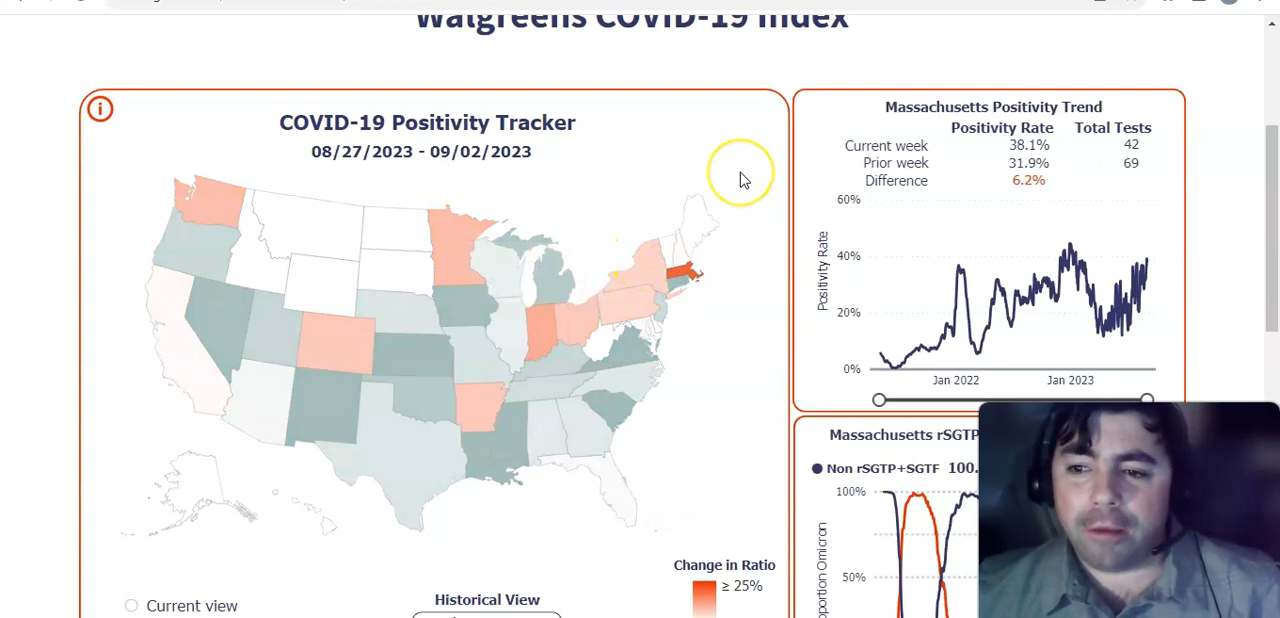 Walgreens COVID-19 Index
i
COVID-19 Positivity Tracker
08/27/2023 - 09/02/2023
Change in Ratio
≥ 25%
Current view
Historical View
Massachusetts Positivity Trend
Positivity Rate Total Tests
Current week 38.1% 42
Prior week 31.9% 69
Difference 6.2%
60%
40%
20%
0%
Positivity Rate
Jan 2022 Jan 2023
Massachusetts rSGTP
Non rSGTP+SGTF 100.
100%
50%
Omicron